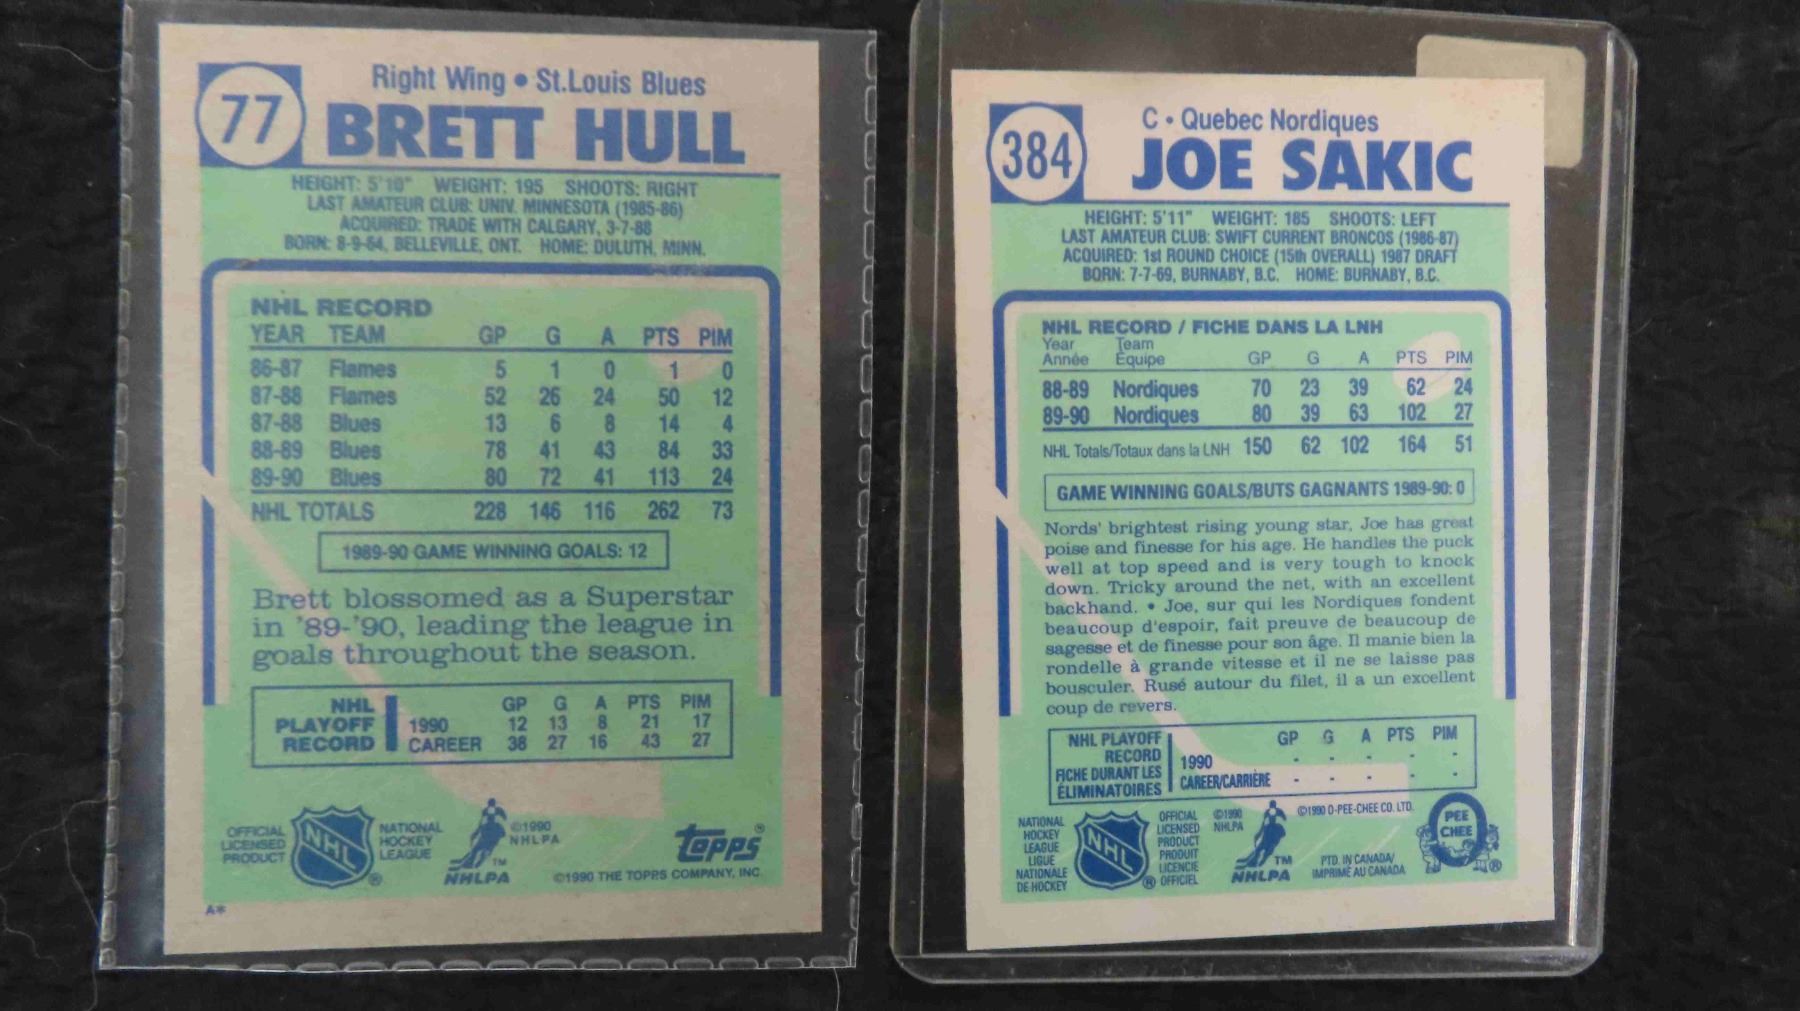 77
Right Wing • St.Louis Blues
BRETT HULL
HEIGHT: 5'10" WEIGHT: 195 SHOOTS: RIGHT
LAST AMATEUR CLUB: UNIV. MINNESOTA (1985-86)
ACQUIRED: TRADE WITH CALGARY, 3-7-88
BORN: 8-9-64, BELLEVILLE, ONT. HOME: DULUTH, MINN.
NHL RECORD
YEAR TEAM GP G A PTS PIM
86-87 Flames 5 1 0 1 0
87-88 Flames 52 26 24 50 12
87-88 Blues 13 6 8 14 4
88-89 Blues 78 41 43 84 33
89-90 Blues 80 72 41 113 24
NHL TOTALS 228 146 116 262 73
1989-90 GAME WINNING GOALS: 12
Brett blossomed as a Superstar
in '89-'90, leading the league in
goals throughout the season.
NHL PLAYOFF RECORD
GP G A PTS PIM
1990 12 13 8 21 17
CAREER 38 27 16 43 27
OFFICIAL LICENSED PRODUCT
NHL
®
NATIONAL HOCKEY LEAGUE
TM
NHLPA
©1990 NHLPA
topps®
©1990 THE TOPPS COMPANY, INC.
A*
384
C • Quebec Nordiques
JOE SAKIC
HEIGHT: 5'11" WEIGHT: 185 SHOOTS: LEFT
LAST AMATEUR CLUB: SWIFT CURRENT BRONCOS (1986-87)
ACQUIRED: 1st ROUND CHOICE (15th OVERALL) 1987 DRAFT
BORN: 7-7-69, BURNABY, B.C. HOME: BURNABY, B.C.
NHL RECORD / FICHE DANS LA LNH
Year Team
Année Équipe GP G A PTS PIM
88-89 Nordiques 70 23 39 62 24
89-90 Nordiques 80 39 63 102 27
NHL Totals/Totaux dans la LNH 150 62 102 164 51
GAME WINNING GOALS/BUTS GAGNANTS 1989-90: 0
Nords' brightest rising young star, Joe has great
poise and finesse for his age. He handles the puck
well at top speed and is very tough to knock
down. Tricky around the net, with an excellent
backhand. • Joe, sur qui les Nordiques fondent
beaucoup d'espoir, fait preuve de beaucoup de
sagesse et de finesse pour son âge. Il manie bien la
rondelle à grande vitesse et il ne se laisse pas
bousculer. Rusé autour du filet, il a un excellent
coup de revers.
NHL PLAYOFF
RECORD
FICHE DURANT LES
ÉLIMINATOIRES
GP G A PTS PIM
1990 - - - - -
CAREER/CARRIÈRE - - - - -
NATIONAL
HOCKEY
LEAGUE
LIGUE
NATIONALE
DE HOCKEY
NHL
®
OFFICIAL
LICENSED
PRODUCT
PRODUIT
LICENCIÉ
OFFICIEL
©1990
NHLPA
TM
NHLPA
©1990 O-PEE-CHEE CO. LTD.
PTD. IN CANADA/
IMPRIMÉ AU CANADA
PEE
CHEE
®